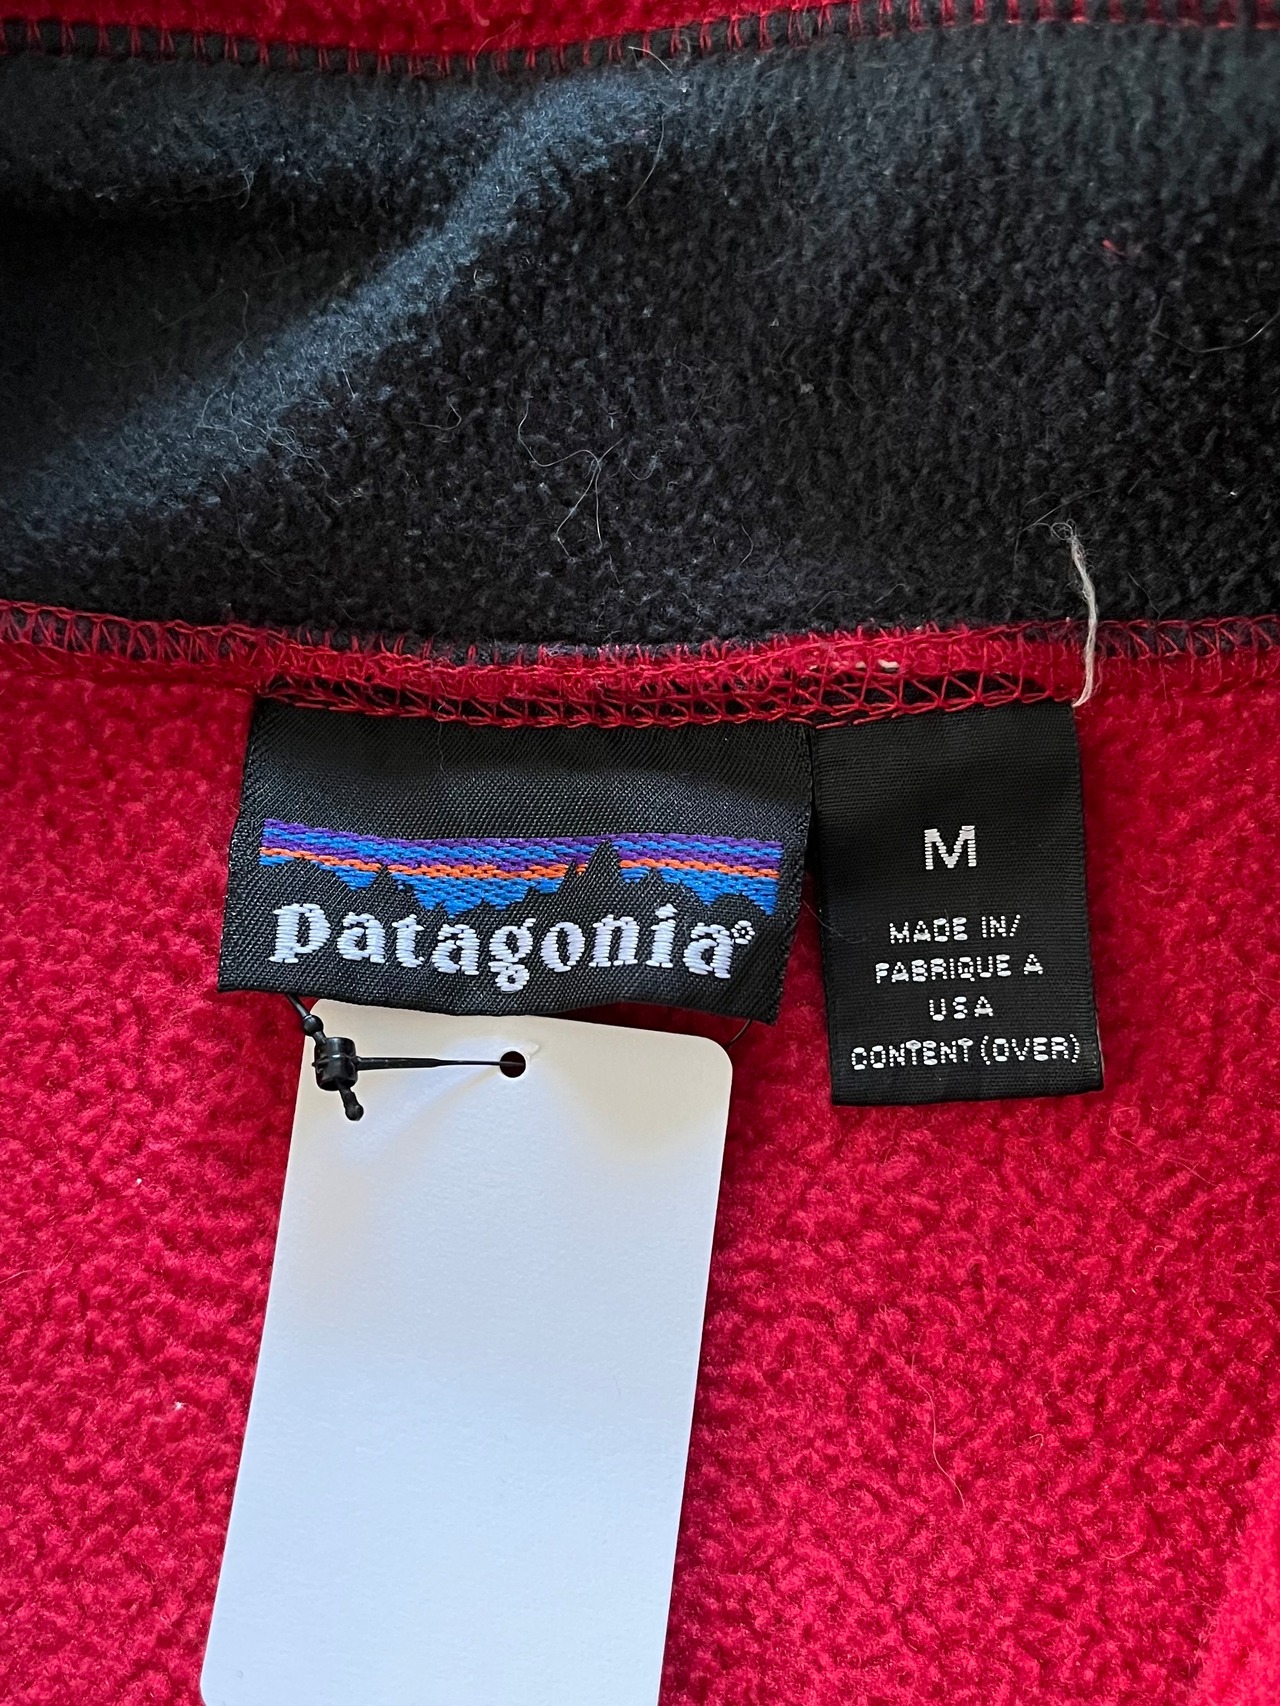 patagonia®
M
MADE IN/
FABRIQUE A
USA
CONTENT (OVER)